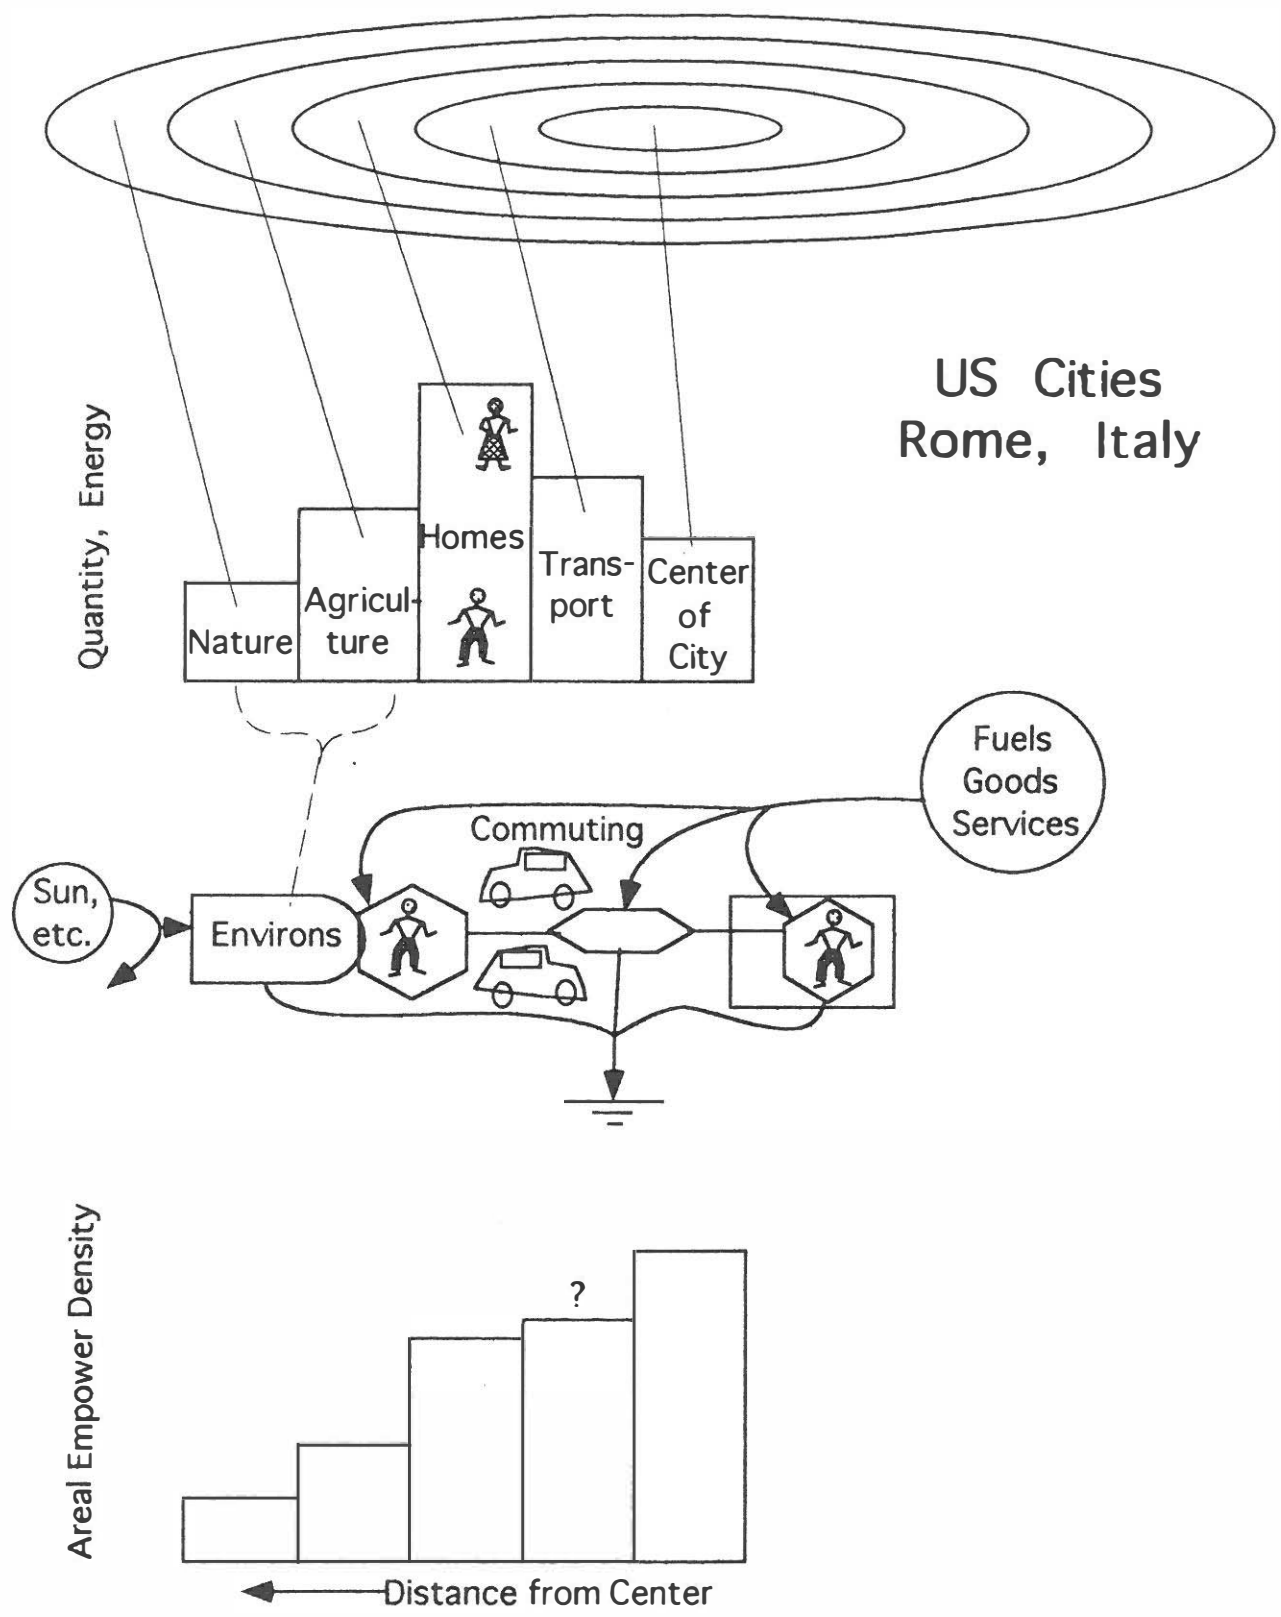 US Cities
Rome, Italy
Quantity, Energy
Homes
Trans-
port
Center
of
City
Agricul-
ture
Nature
Fuels
Goods
Services
Commuting
Sun,
etc.
Environs
Areal Empower Density
?
Distance from Center